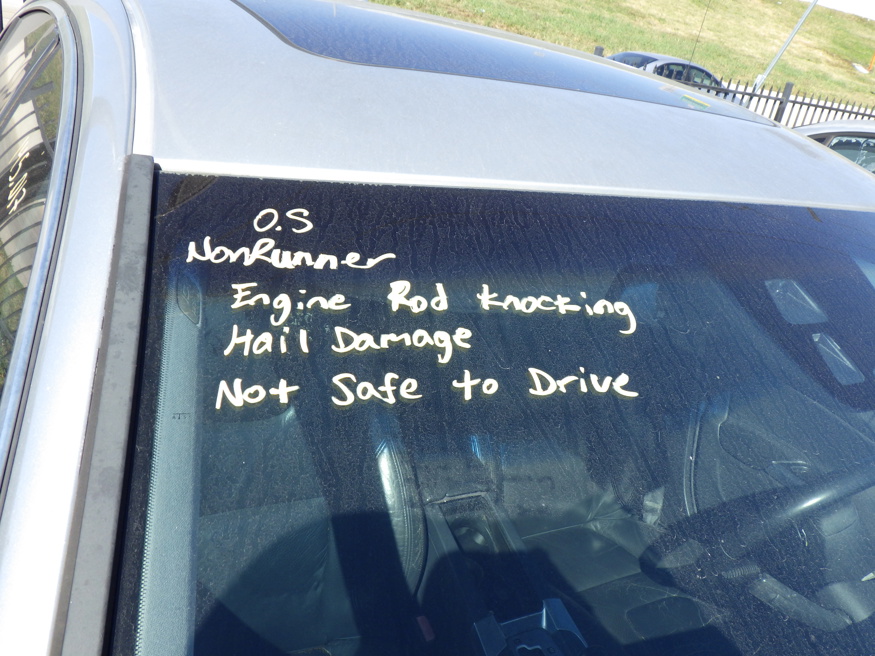 O.S
NonRunner
Engine Rod knocking
Hail Damage
Not Safe to Drive